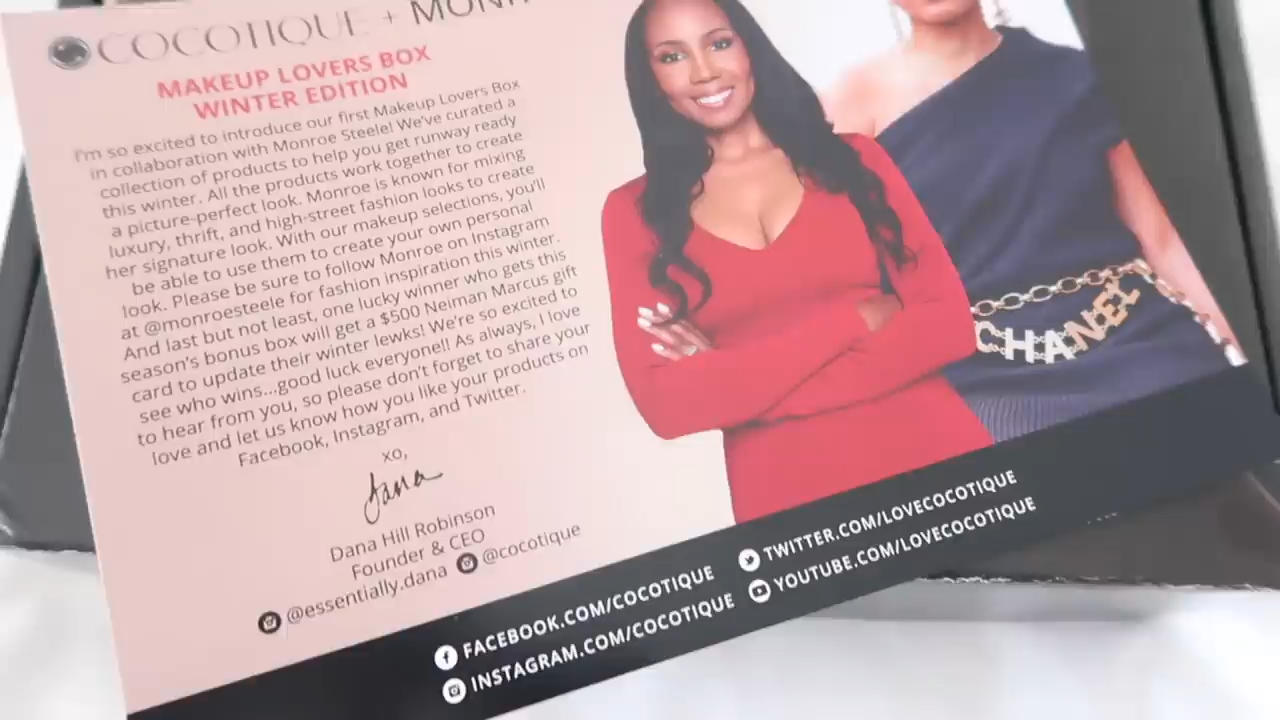 COCOTIQUE +
MAKEUP LOVERS BOX
WINTER EDITION
I'm so excited to introduce our first Makeup Lovers Box
in collaboration with Monroe Steele! We've curated a
collection of products to help you get runway ready
this winter. All the products work together to create
a picture-perfect look. Monroe is known for mixing
luxury, thrift, and high-street fashion looks to create
her signature look. With our makeup selections, you'll
be able to use them to create your own personal
look. Please be sure to follow Monroe on Instagram
at @monroesteele for fashion inspiration this winter.
And last but not least, one lucky winner who gets this
season's bonus box will get a $500 Neiman Marcus gift
card to update their winter lewks! We're so excited to
see who wins...good luck everyone!! As always, I love
to hear from you, so please don't forget to share your
love and let us know how you like your products on
Facebook, Instagram, and Twitter.
xo,
Dana
Dana Hill Robinson
Founder & CEO
@essentially.dana @cocotique
FACEBOOK.COM/COCOTIQUE
TWITTER.COM/LOVECOCOTIQUE
INSTAGRAM.COM/COCOTIQUE
YOUTUBE.COM/LOVECOCOTIQUE
CHANEL